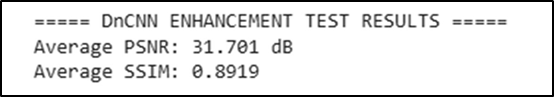 ===== DnCNN ENHANCEMENT TEST RESULTS =====
Average PSNR: 31.701 dB
Average SSIM: 0.8919